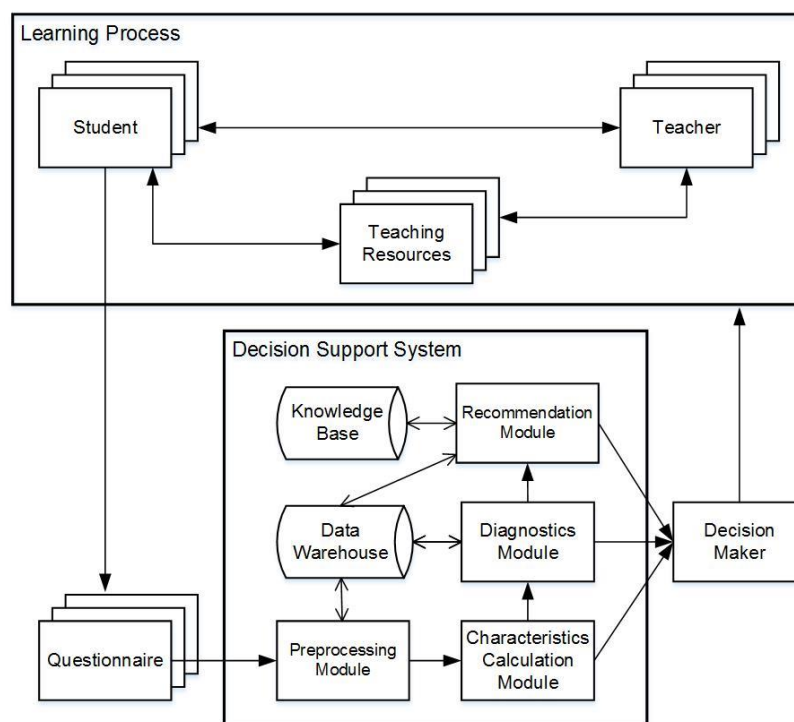 Learning Process
Student
Teacher
Teaching
Resources
Decision Support System
Knowledge
Base
Recommendation
Module
Data
Warehouse
Diagnostics
Module
Decision
Maker
Questionnaire
Preprocessing
Module
Characteristics
Calculation
Module